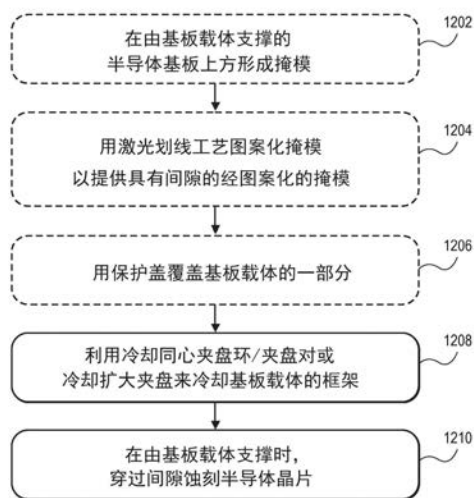 1202
在由基板载体支撑的
半导体基板上方形成掩模
1204
用激光划线工艺图案化掩模
以提供具有间隙的经图案化的掩模
1206
用保护盖覆盖基板载体的一部分
1208
利用冷却同心夹盘环/夹盘对或
冷却扩大夹盘来冷却基板载体的框架
1210
在由基板载体支撑时，
穿过间隙蚀刻半导体晶片